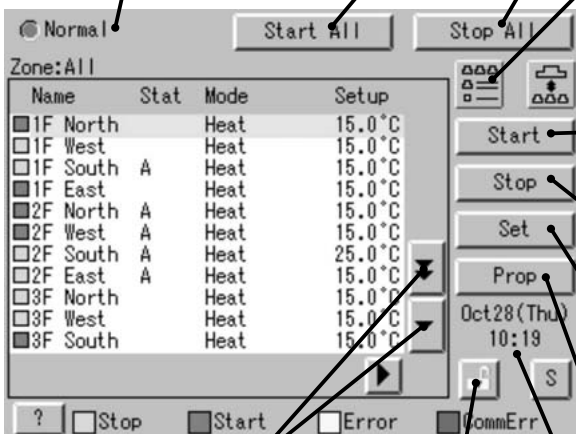 Normal Start All Stop All
Zone:All
Name Stat Mode Setup
1F North Heat 15.0°C
1F West Heat 15.0°C
1F South A Heat 15.0°C
1F East Heat 15.0°C
2F North A Heat 15.0°C
2F West A Heat 15.0°C
2F South A Heat 25.0°C
2F East A Heat 15.0°C
3F North Heat 15.0°C
3F West Heat 15.0°C
3F South Heat 15.0°C
Start
Stop
Set
Prop
Oct28(Thu)
10:19
S
? Stop Start Error CommErr